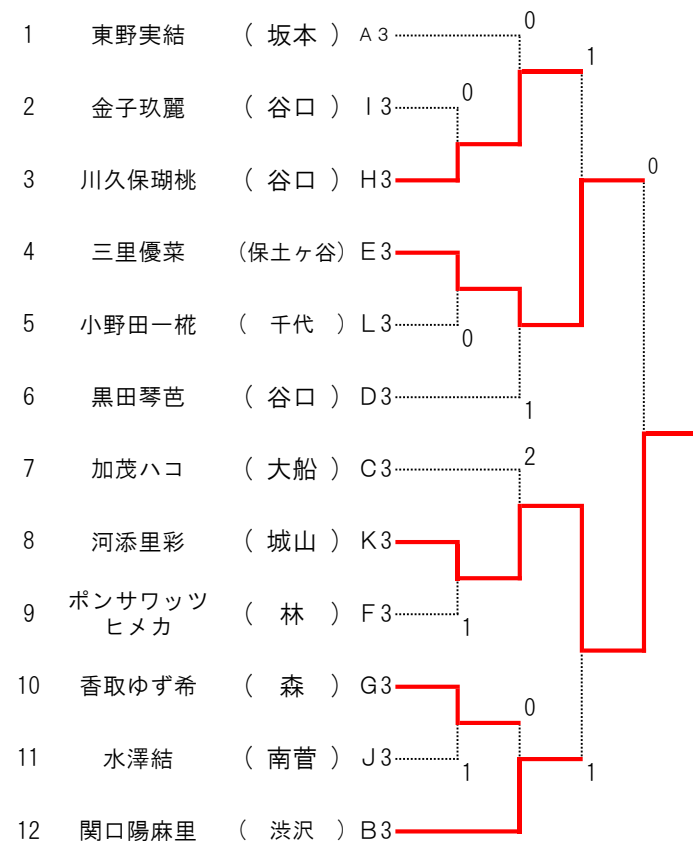 1 東野実結 ( 坂本 ) A3
0
1
2 金子玖麗 ( 谷口 ) I3
0
3 川久保瑚桃 ( 谷口 ) H3
0
4 三里優菜 (保土ヶ谷) E3
5 小野田一椛 ( 千代 ) L3
0
6 黒田琴芭 ( 谷口 ) D3
1
7 加茂ハコ ( 大船 ) C3
2
8 河添里彩 ( 城山 ) K3
9 ポンサワッツ
ヒメカ ( 林 ) F3
1
10 香取ゆず希 ( 森 ) G3
0
11 水澤結 ( 南菅 ) J3
1
1
12 関口陽麻里 ( 渋沢 ) B3